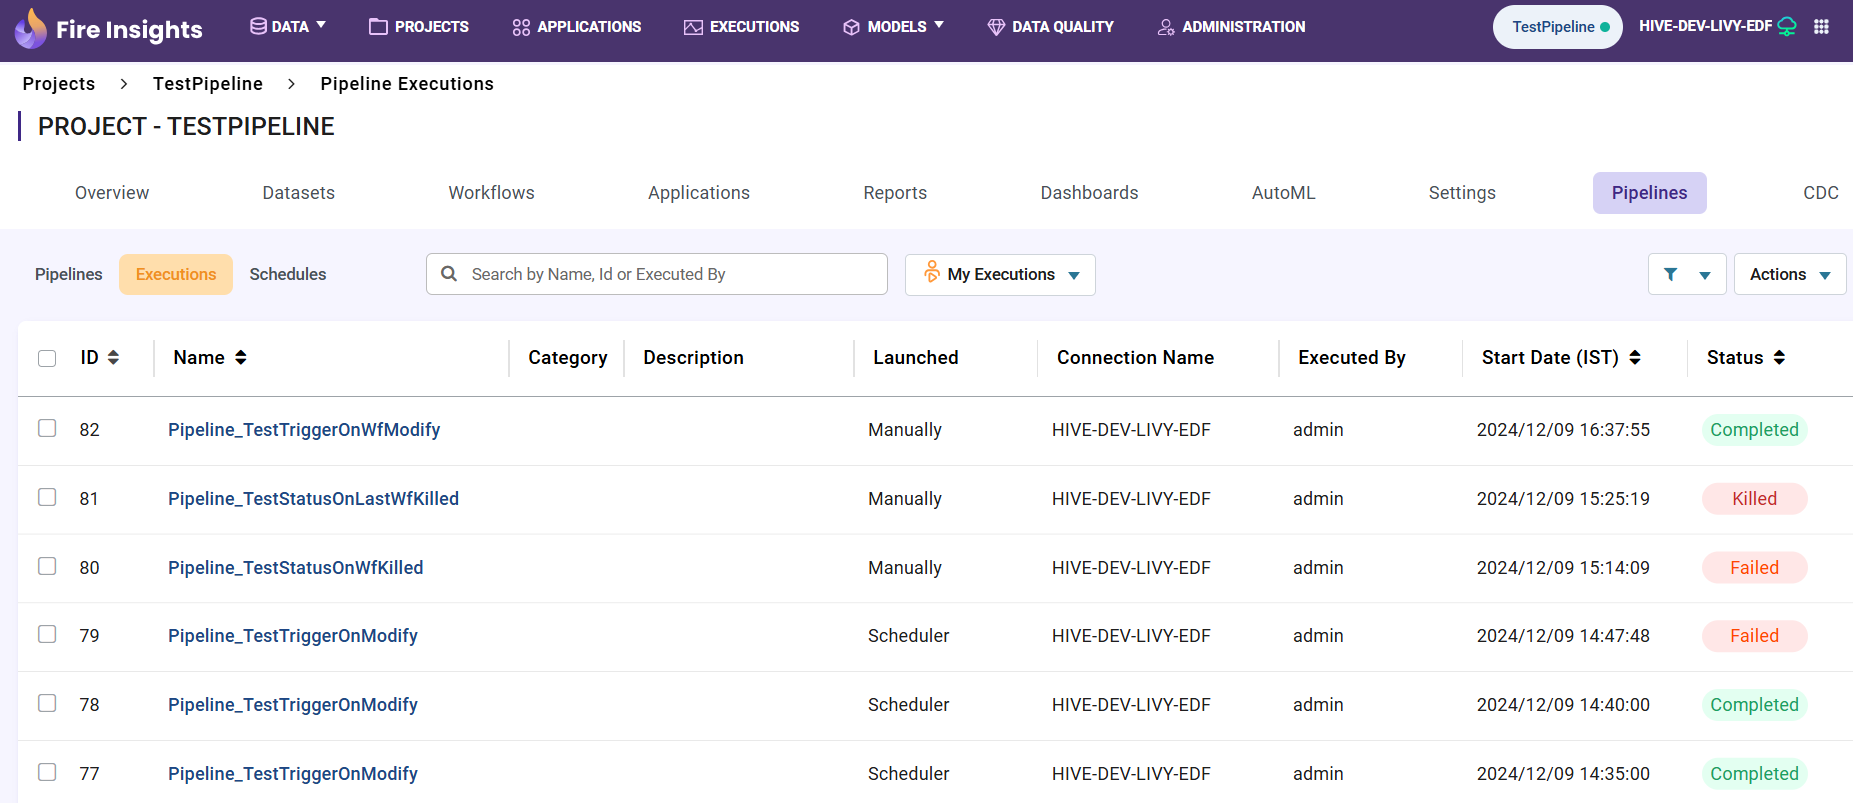 Fire Insights DATA PROJECTS APPLICATIONS EXECUTIONS MODELS DATA QUALITY ADMINISTRATION TestPipeline HIVE-DEV-LIVY-EDF
Projects > TestPipeline > Pipeline Executions
PROJECT - TESTPIPELINE
Overview Datasets Workflows Applications Reports Dashboards AutoML Settings Pipelines CDC
Pipelines Executions Schedules Search by Name, Id or Executed By My Executions Actions
ID Name Category Description Launched Connection Name Executed By Start Date (IST) Status
82 Pipeline_TestTriggerOnWfModify Manually HIVE-DEV-LIVY-EDF admin 2024/12/09 16:37:55 Completed
81 Pipeline_TestStatusOnLastWfKilled Manually HIVE-DEV-LIVY-EDF admin 2024/12/09 15:25:19 Killed
80 Pipeline_TestStatusOnWfKilled Manually HIVE-DEV-LIVY-EDF admin 2024/12/09 15:14:09 Failed
79 Pipeline_TestTriggerOnModify Scheduler HIVE-DEV-LIVY-EDF admin 2024/12/09 14:47:48 Failed
78 Pipeline_TestTriggerOnModify Scheduler HIVE-DEV-LIVY-EDF admin 2024/12/09 14:40:00 Completed
77 Pipeline_TestTriggerOnModify Scheduler HIVE-DEV-LIVY-EDF admin 2024/12/09 14:35:00 Completed